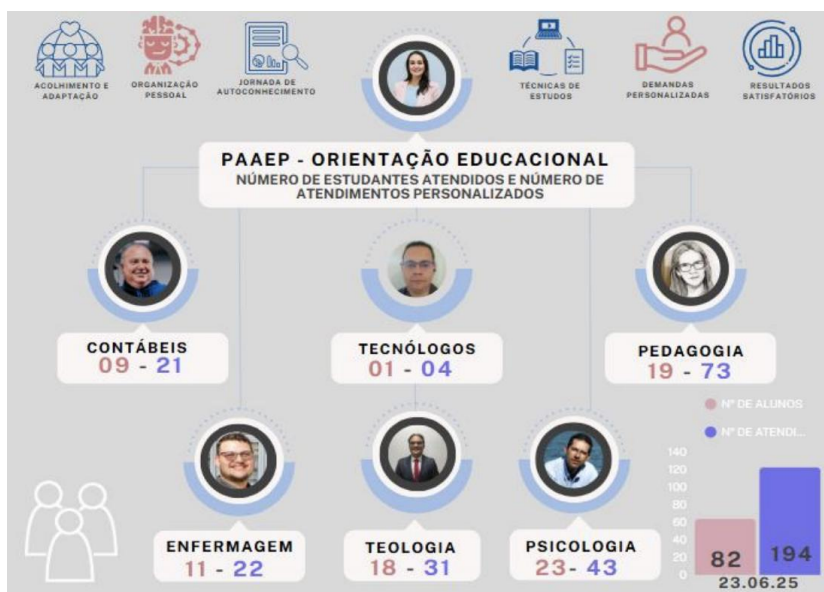 ACOLHIMENTO E
ADAPTAÇÃO
ORGANIZAÇÃO
PESSOAL
JORNADA DE
AUTOCONHECIMENTO
TÉCNICAS DE
ESTUDOS
DEMANDAS
PERSONALIZADAS
RESULTADOS
SATISFATÓRIOS
PAAEP - ORIENTAÇÃO EDUCACIONAL
NÚMERO DE ESTUDANTES ATENDIDOS E NÚMERO DE
ATENDIMENTOS PERSONALIZADOS
CONTÁBEIS
09 - 21
TECNÓLOGOS
01 - 04
PEDAGOGIA
19 - 73
ENFERMAGEM
11 - 22
TEOLOGIA
18 - 31
PSICOLOGIA
23- 43
Nº DE ALUNOS
Nº DE ATENDI...
140
120
100
80
60
40
20
0
82
194
23.06.25